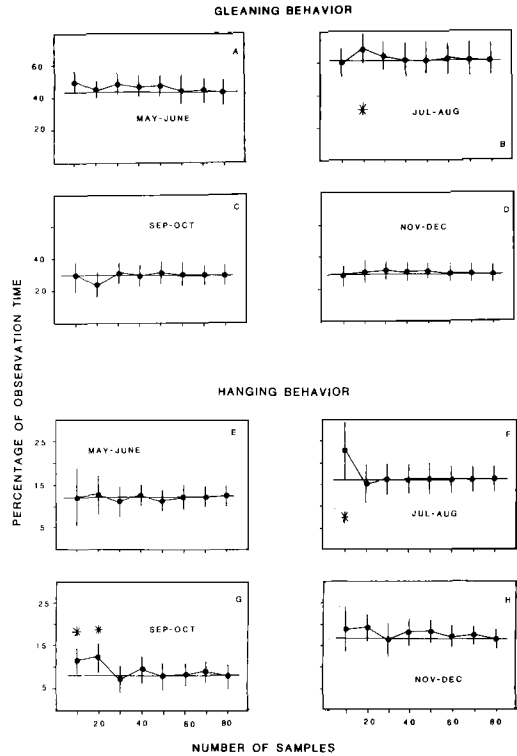 GLEANING BEHAVIOR
A
60
40
20
MAY-JUNE
JUL-AUG
B
C
SEP-OCT
40
20
D
NOV-DEC
PERCENTAGE OF OBSERVATION TIME
HANGING BEHAVIOR
E
MAY-JUNE
25
15
5
F
JUL-AUG
G
SEP-OCT
25
15
5
20 40 60 80
H
NOV-DEC
20 40 60 80
NUMBER OF SAMPLES